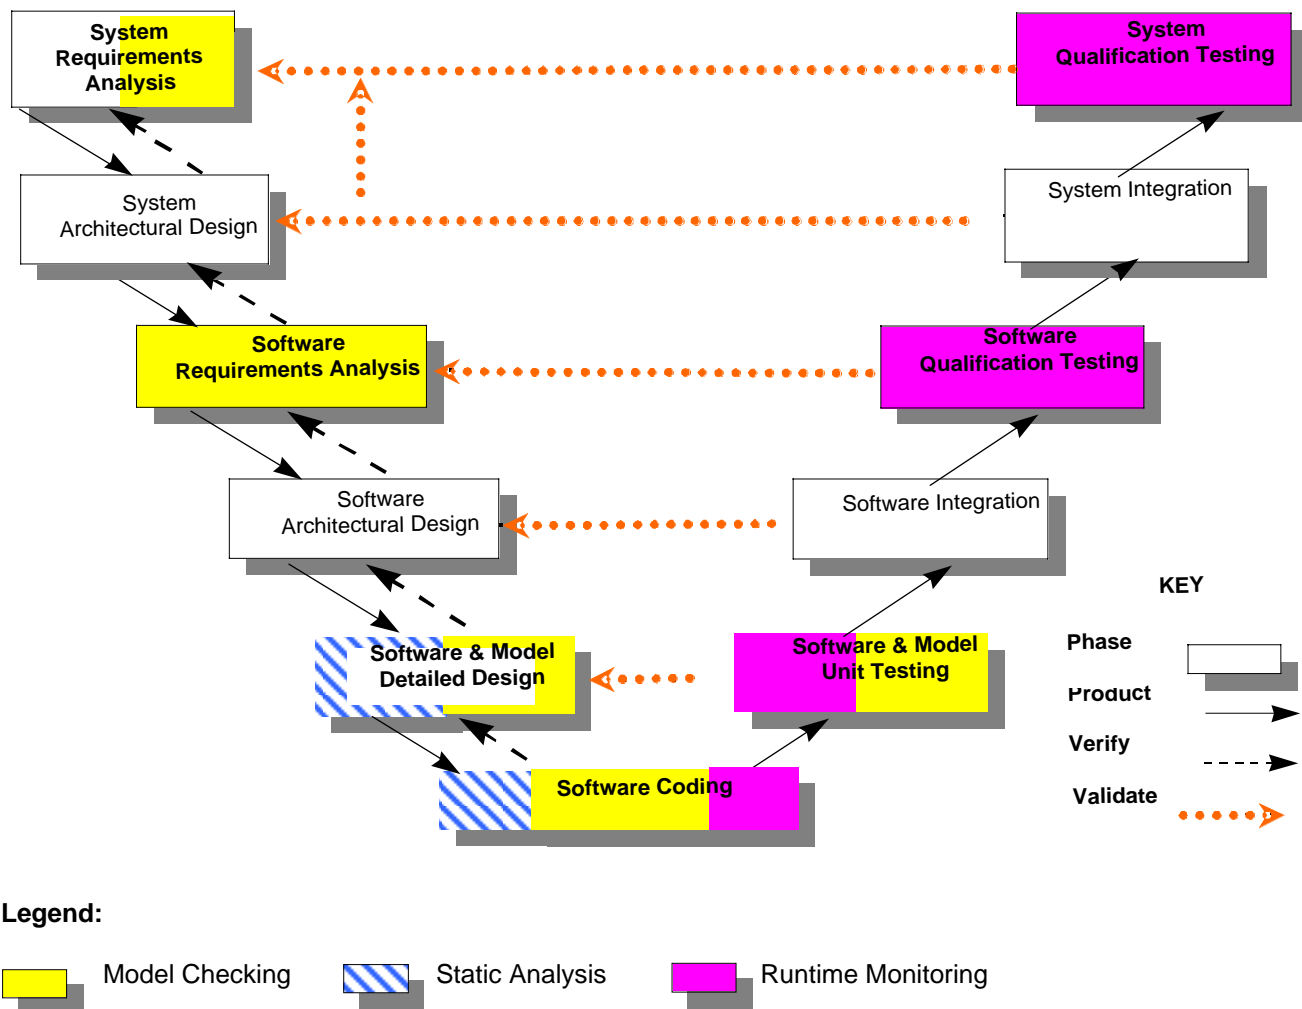 System
Requirements
Analysis
System
Qualification Testing
System
Architectural Design
System Integration
Software
Requirements Analysis
Software
Qualification Testing
Software
Architectural Design
Software Integration
KEY
Software & Model
Detailed Design
Software & Model
Unit Testing
Phase
Product
Verify
Validate
Software Coding
Legend:
Model Checking
Static Analysis
Runtime Monitoring